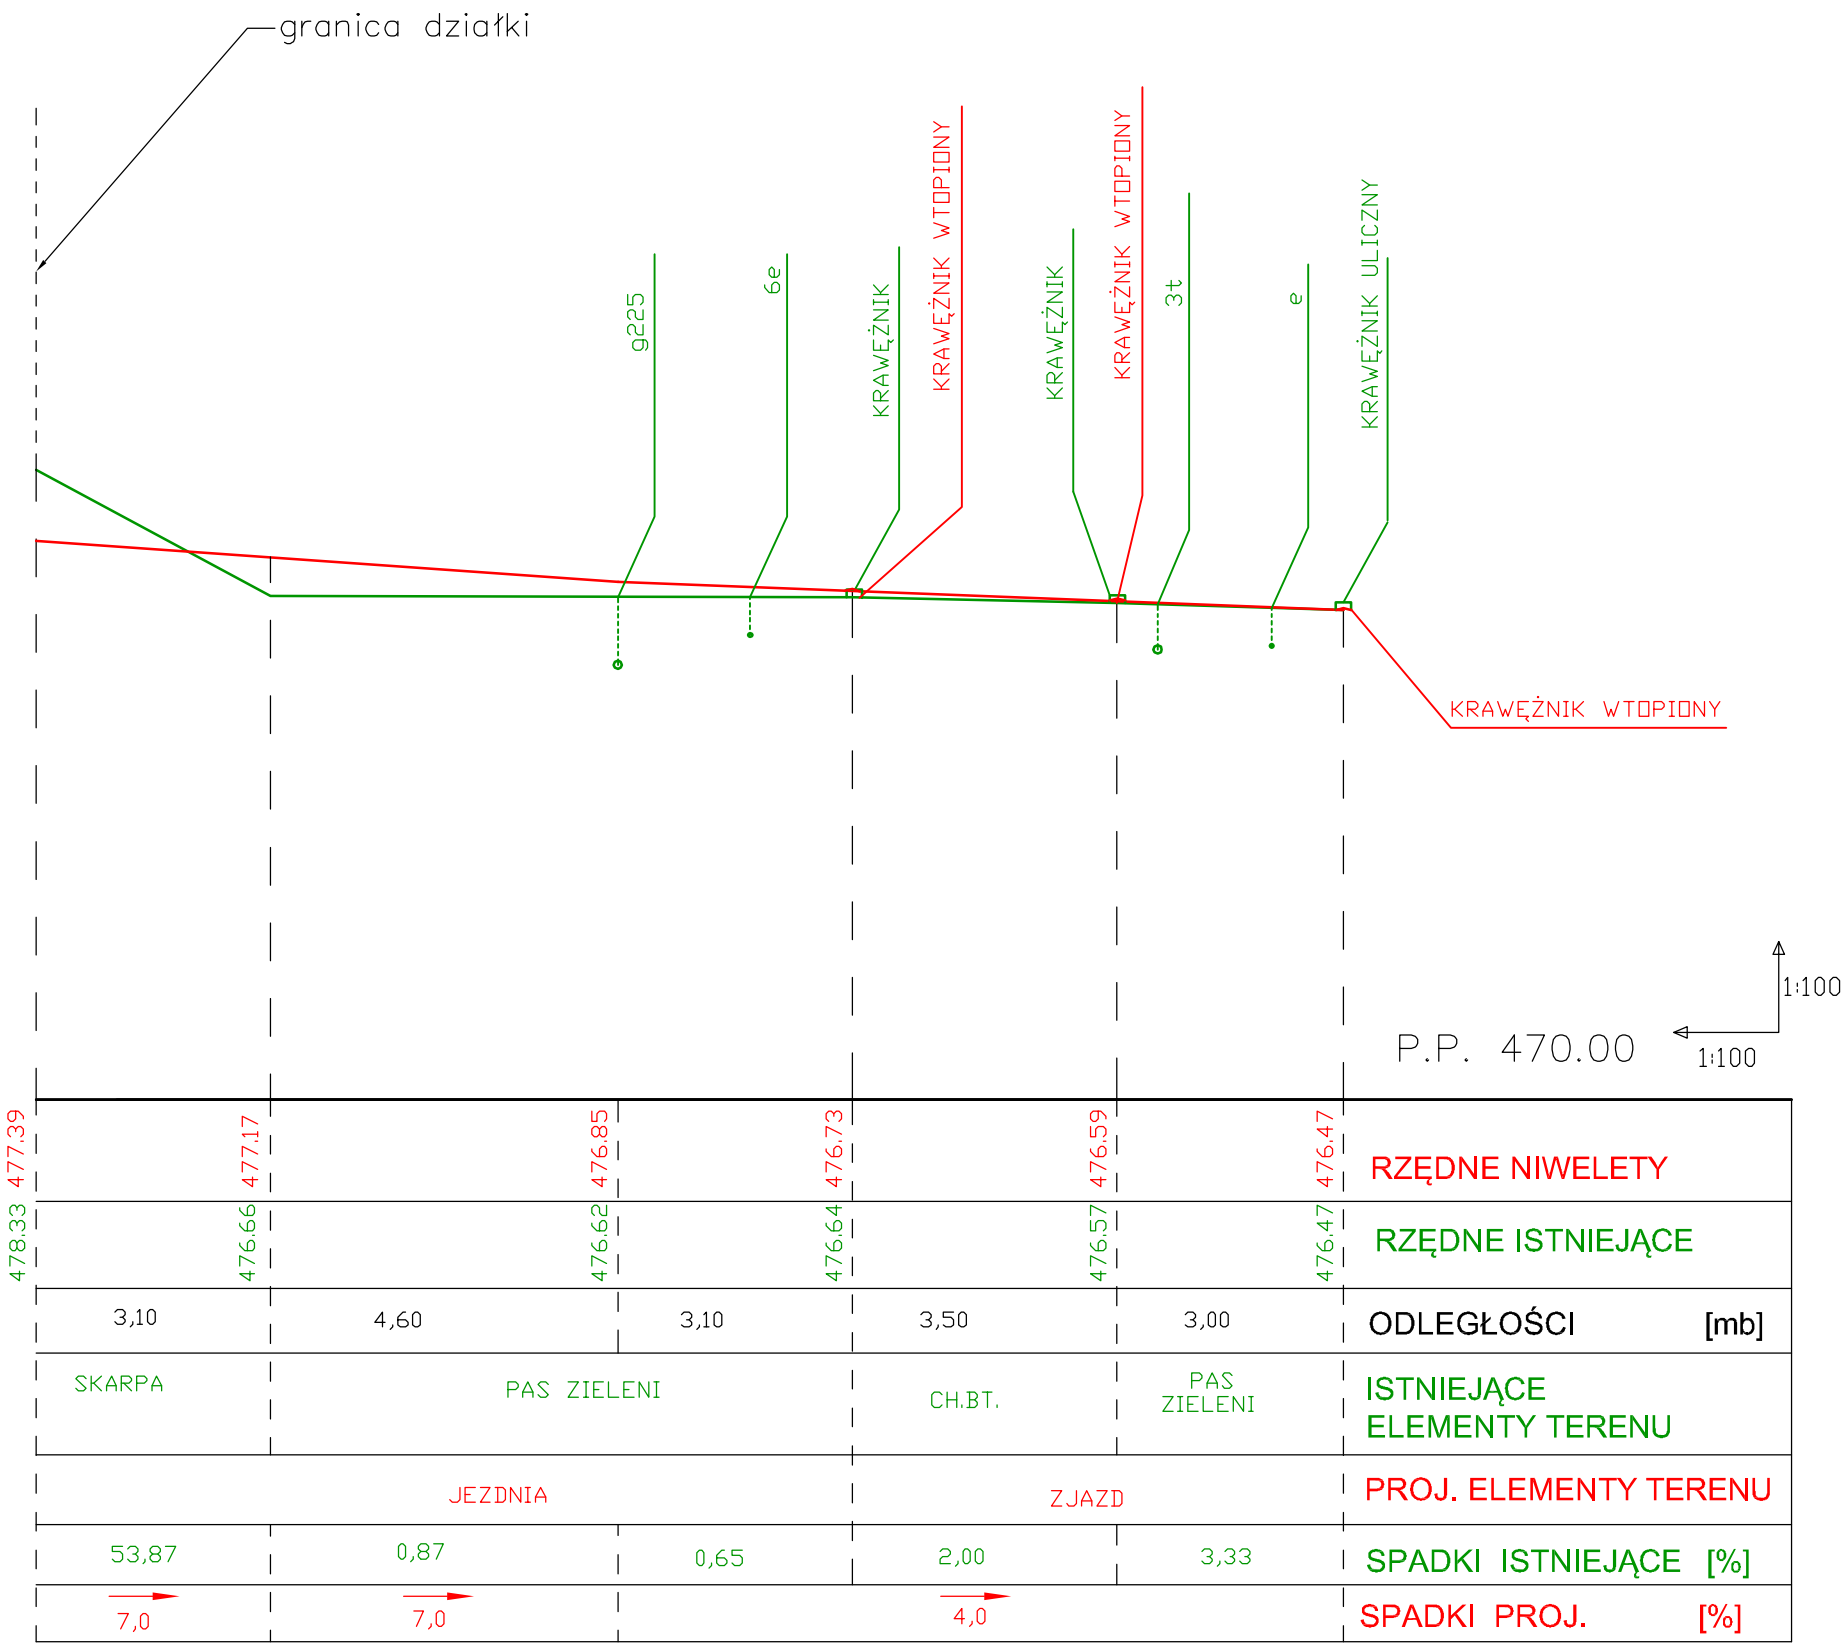 granica działki
g225
6e
KRAWĘŻNIK
KRAWĘŻNIK WTOPIONY
KRAWĘŻNIK
KRAWĘŻNIK WTOPIONY
3t
e
KRAWĘŻNIK ULICZNY
KRAWĘŻNIK WTOPIONY
1:100
P.P. 470.00
1:100
477.39 477.17 476.85 476.73 476.59 476.47 RZĘDNE NIWELETY
478.33 476.66 476.62 476.64 476.57 476.47 RZĘDNE ISTNIEJĄCE
3,10 4,60 3,10 3,50 3,00 ODLEGŁOŚCI [mb]
SKARPA
PAS ZIELENI
CH.BT.
PAS
ZIELENI
ISTNIEJĄCE
ELEMENTY TERENU
JEZDNIA ZJAZD PROJ. ELEMENTY TERENU
53,87 0,87 0,65 2,00 3,33 SPADKI ISTNIEJĄCE [%]
7,0 7,0 4,0 SPADKI PROJ. [%]